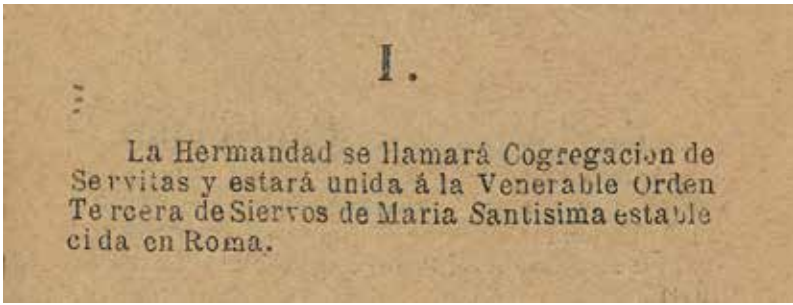 I.
La Hermandad se llamará Cogregacion de
Servitas y estará unida á la Venerable Orden
Tercera de Siervos de Maria Santisima estable
cida en Roma.